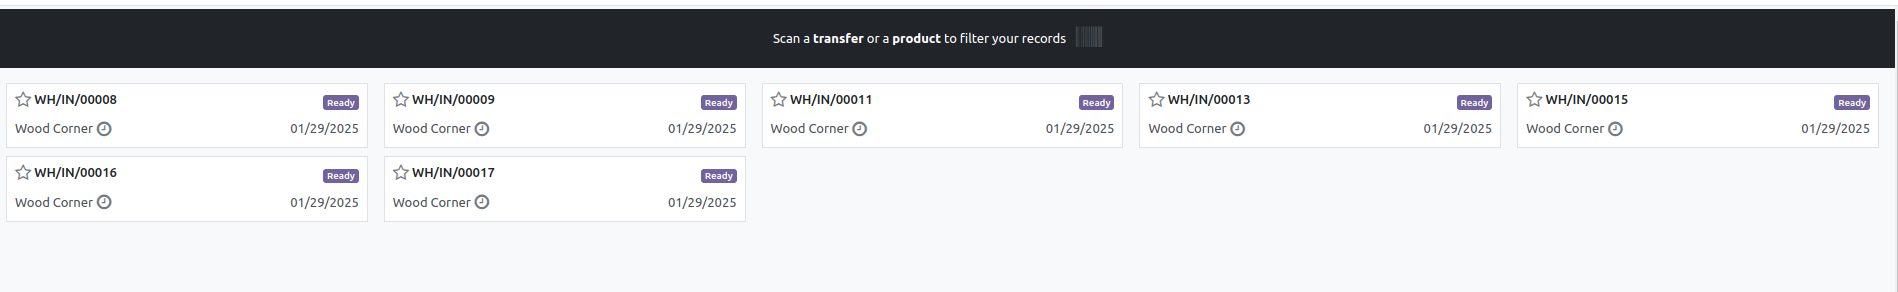 Scan a transfer or a product to filter your records
WH/IN/00008 Ready
Wood Corner 01/29/2025
WH/IN/00009 Ready
Wood Corner 01/29/2025
WH/IN/00011 Ready
Wood Corner 01/29/2025
WH/IN/00013 Ready
Wood Corner 01/29/2025
WH/IN/00015 Ready
Wood Corner 01/29/2025
WH/IN/00016 Ready
Wood Corner 01/29/2025
WH/IN/00017 Ready
Wood Corner 01/29/2025